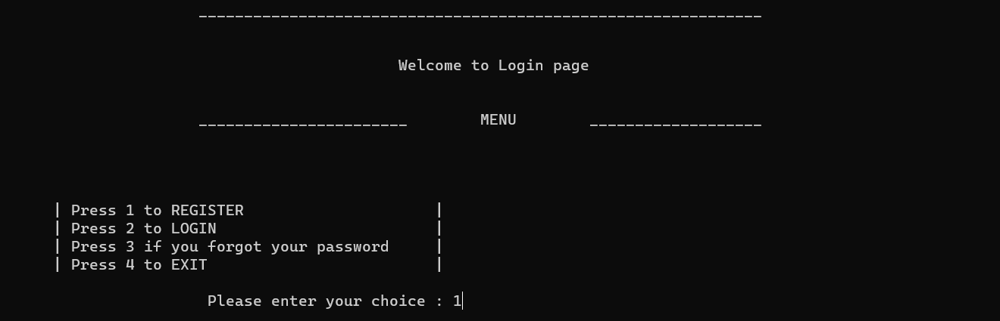 ______________________________________________________________
Welcome to Login page
_______________________ MENU ___________________
| Press 1 to REGISTER |
| Press 2 to LOGIN |
| Press 3 if you forgot your password |
| Press 4 to EXIT |
Please enter your choice : 1